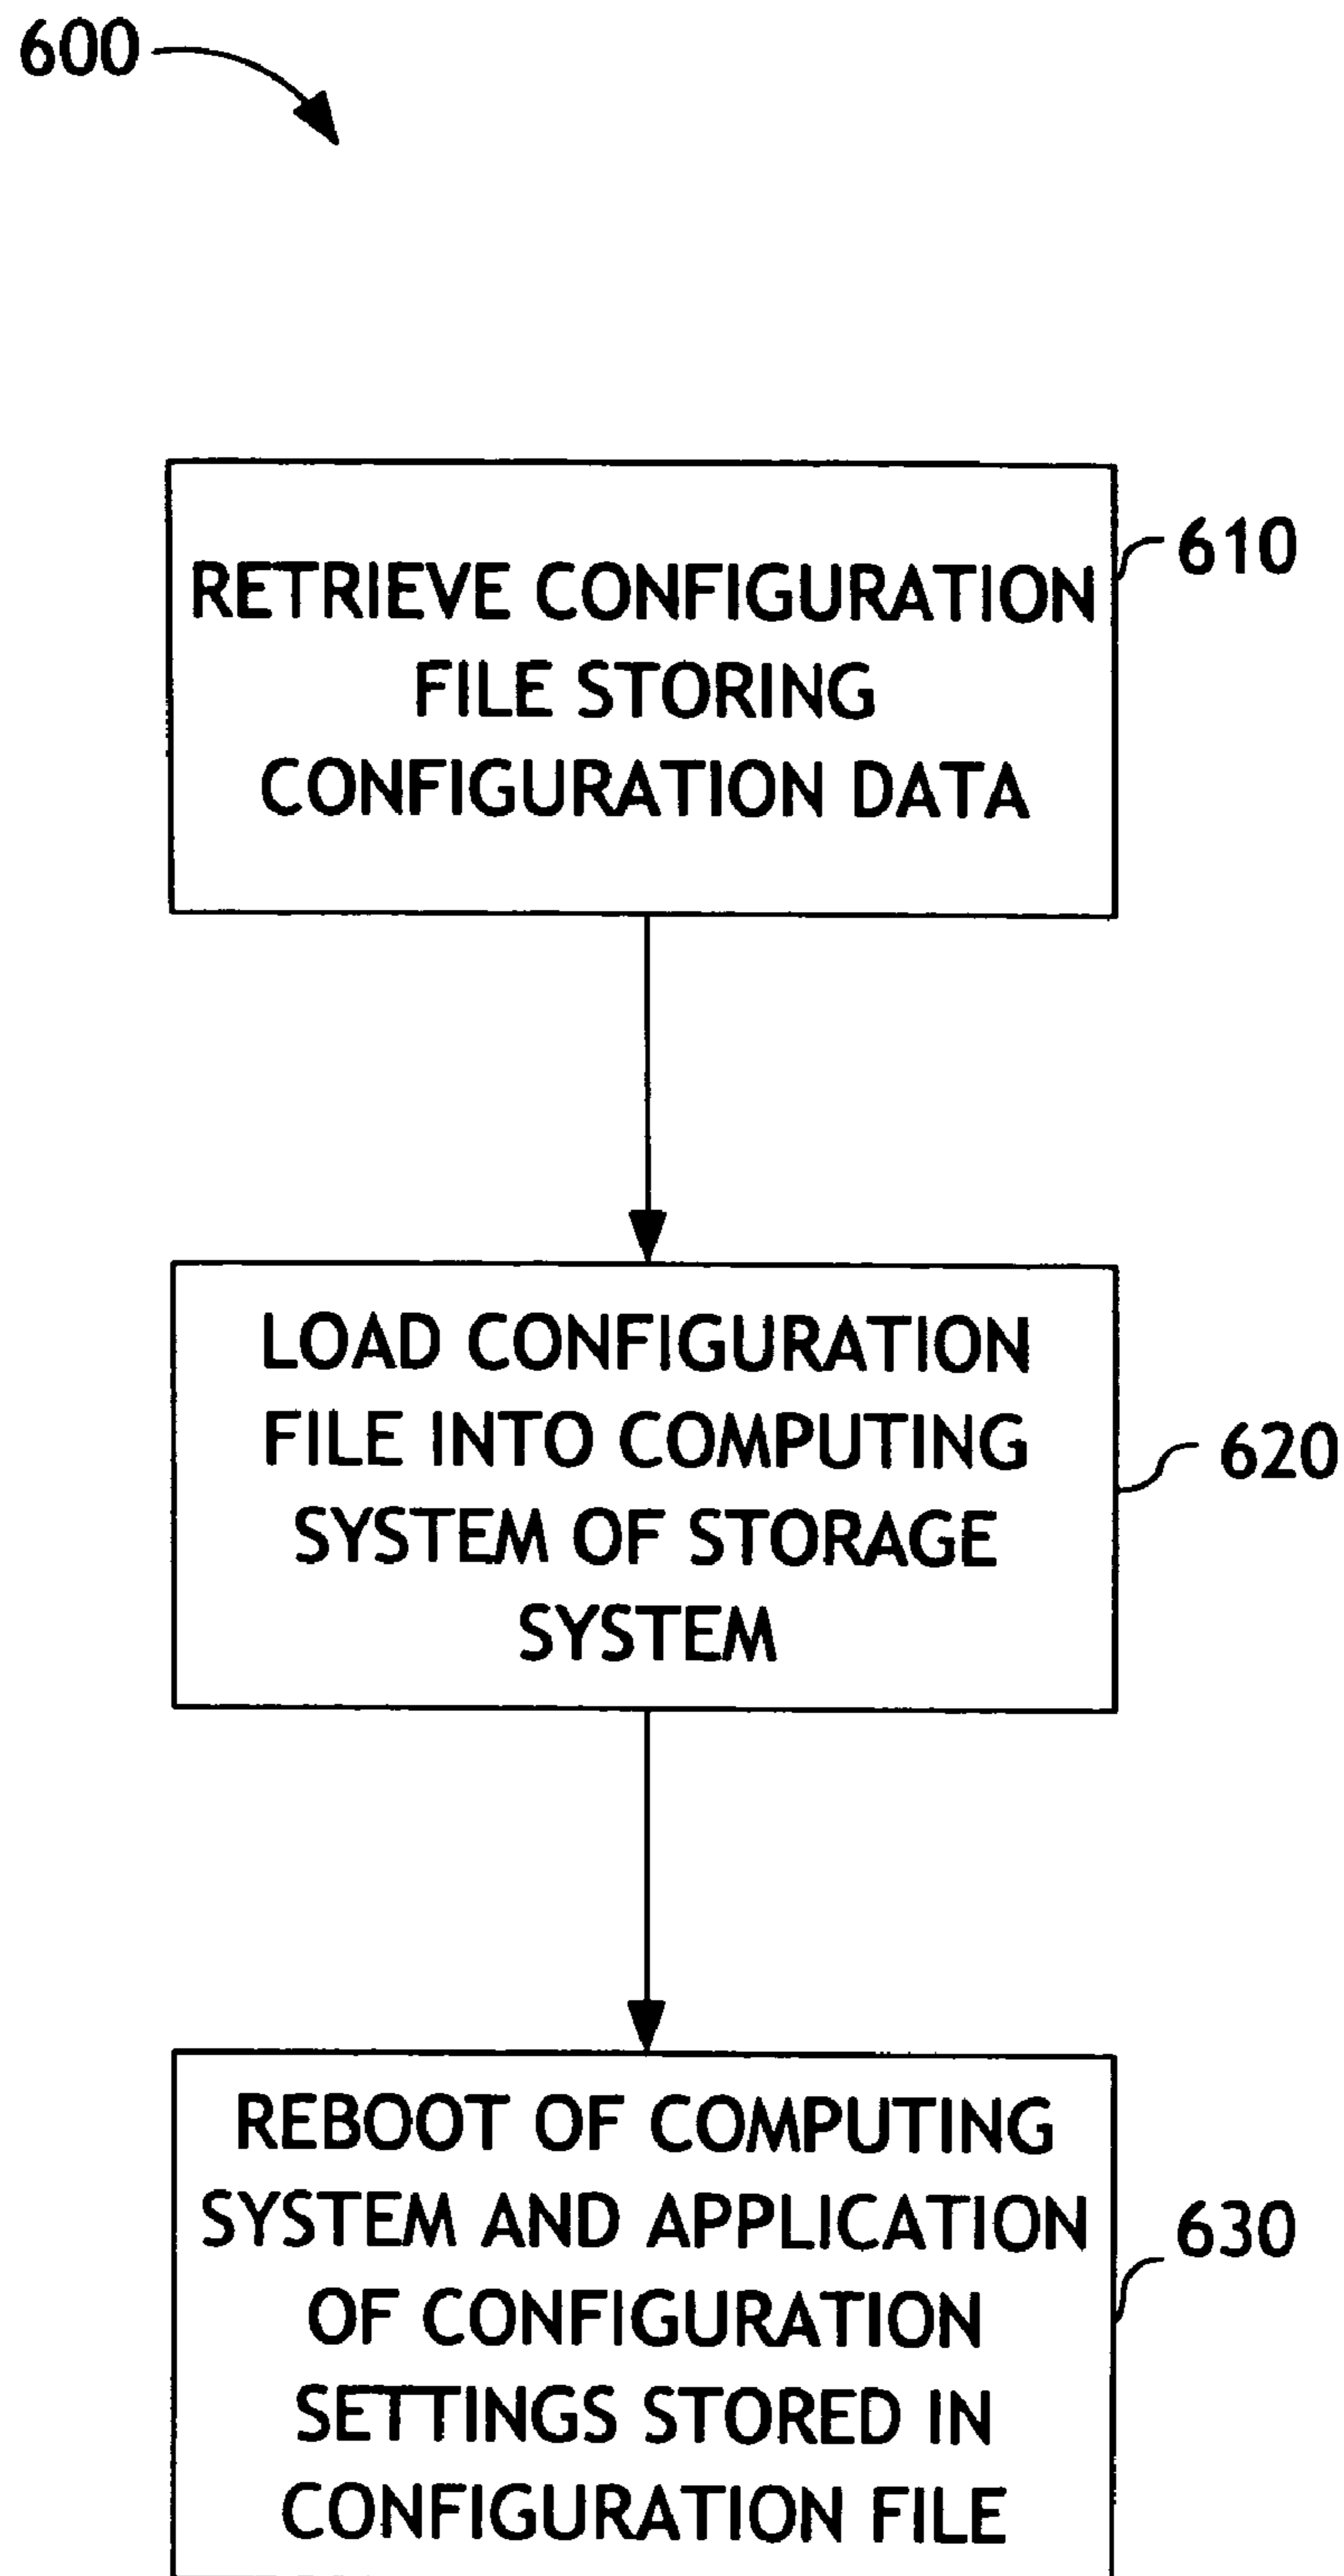 600
RETRIEVE CONFIGURATION
FILE STORING
CONFIGURATION DATA
610
LOAD CONFIGURATION
FILE INTO COMPUTING
SYSTEM OF STORAGE
SYSTEM
620
REBOOT OF COMPUTING
SYSTEM AND APPLICATION
OF CONFIGURATION
SETTINGS STORED IN
CONFIGURATION FILE
630